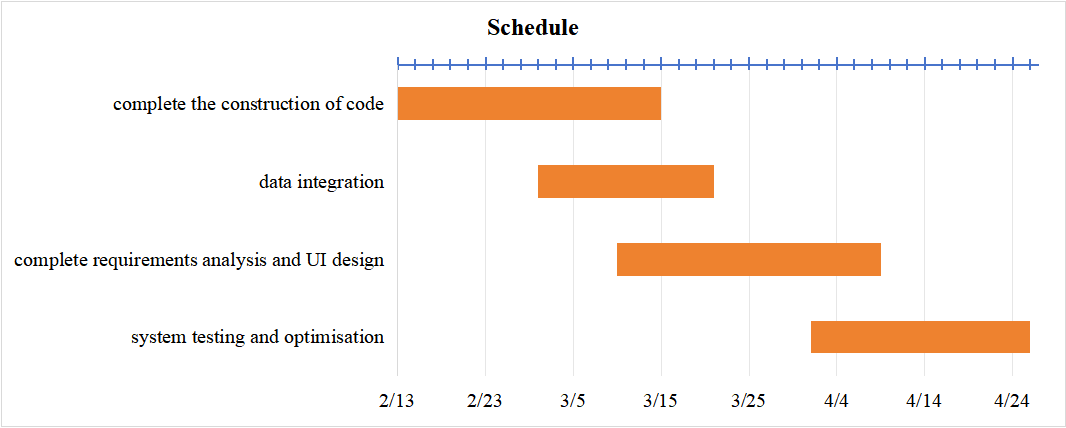 Schedule
complete the construction of code
data integration
complete requirements analysis and UI design
system testing and optimisation
2/13 2/23 3/5 3/15 3/25 4/4 4/14 4/24